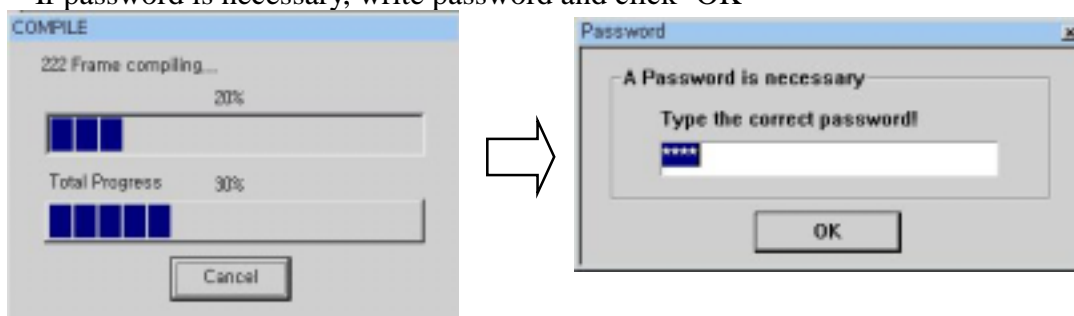 If password is necessary, write password and click "OK"
COMPILE
222 Frame compiling...
20%
Total Progress 30%
Cancel
Password
A Password is necessary
Type the correct password!
****
OK